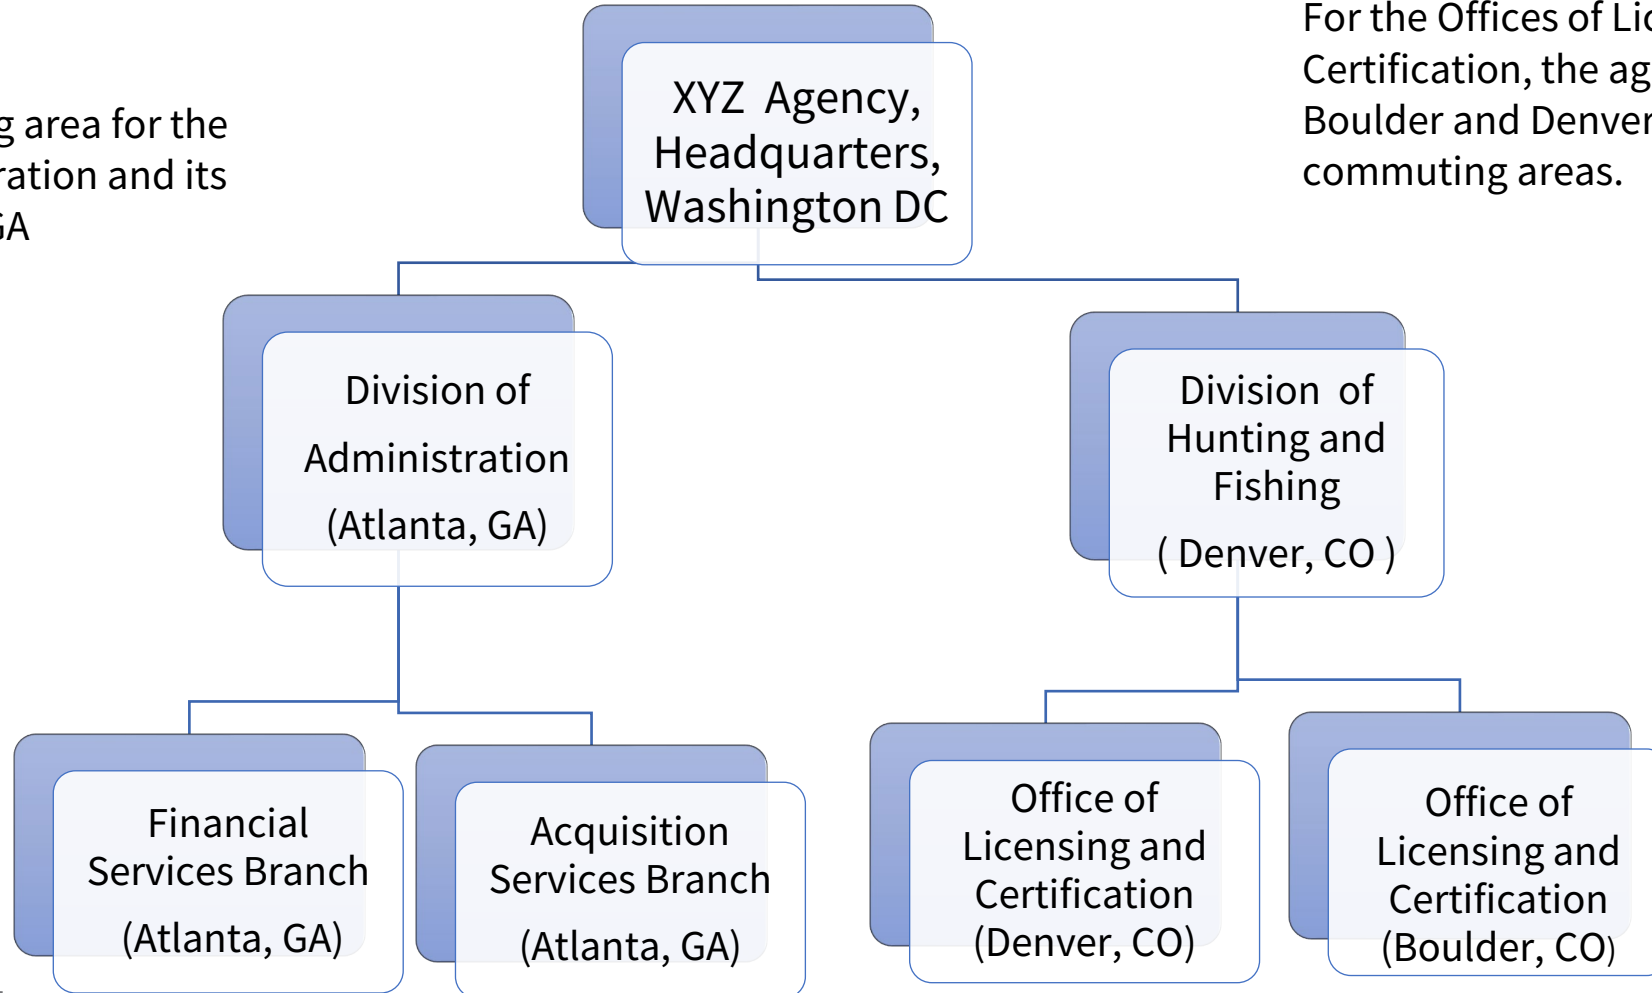 g area for the
ration and its
GA
XYZ Agency,
Headquarters,
Washington DC
For the Offices of Lic
Certification, the ag
Boulder and Denver
commuting areas.
Division of
Administration
(Atlanta, GA)
Division of
Hunting and
Fishing
( Denver, CO )
Financial
Services Branch
(Atlanta, GA)
Acquisition
Services Branch
(Atlanta, GA)
Office of
Licensing and
Certification
(Denver, CO)
Office of
Licensing and
Certification
(Boulder, CO)